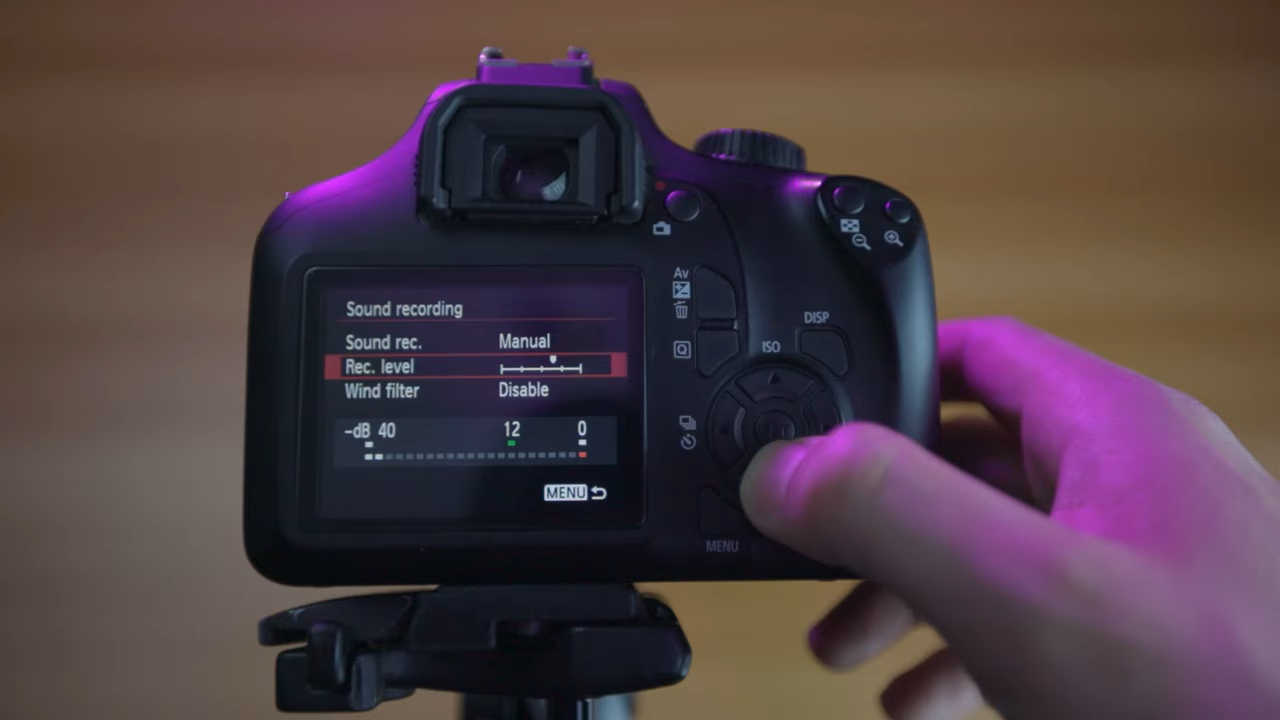 Sound recording
Sound rec. Manual
Rec. level
Wind filter Disable
-dB 40 12 0
MENU
Av
Q
DISP
ISO
MENU